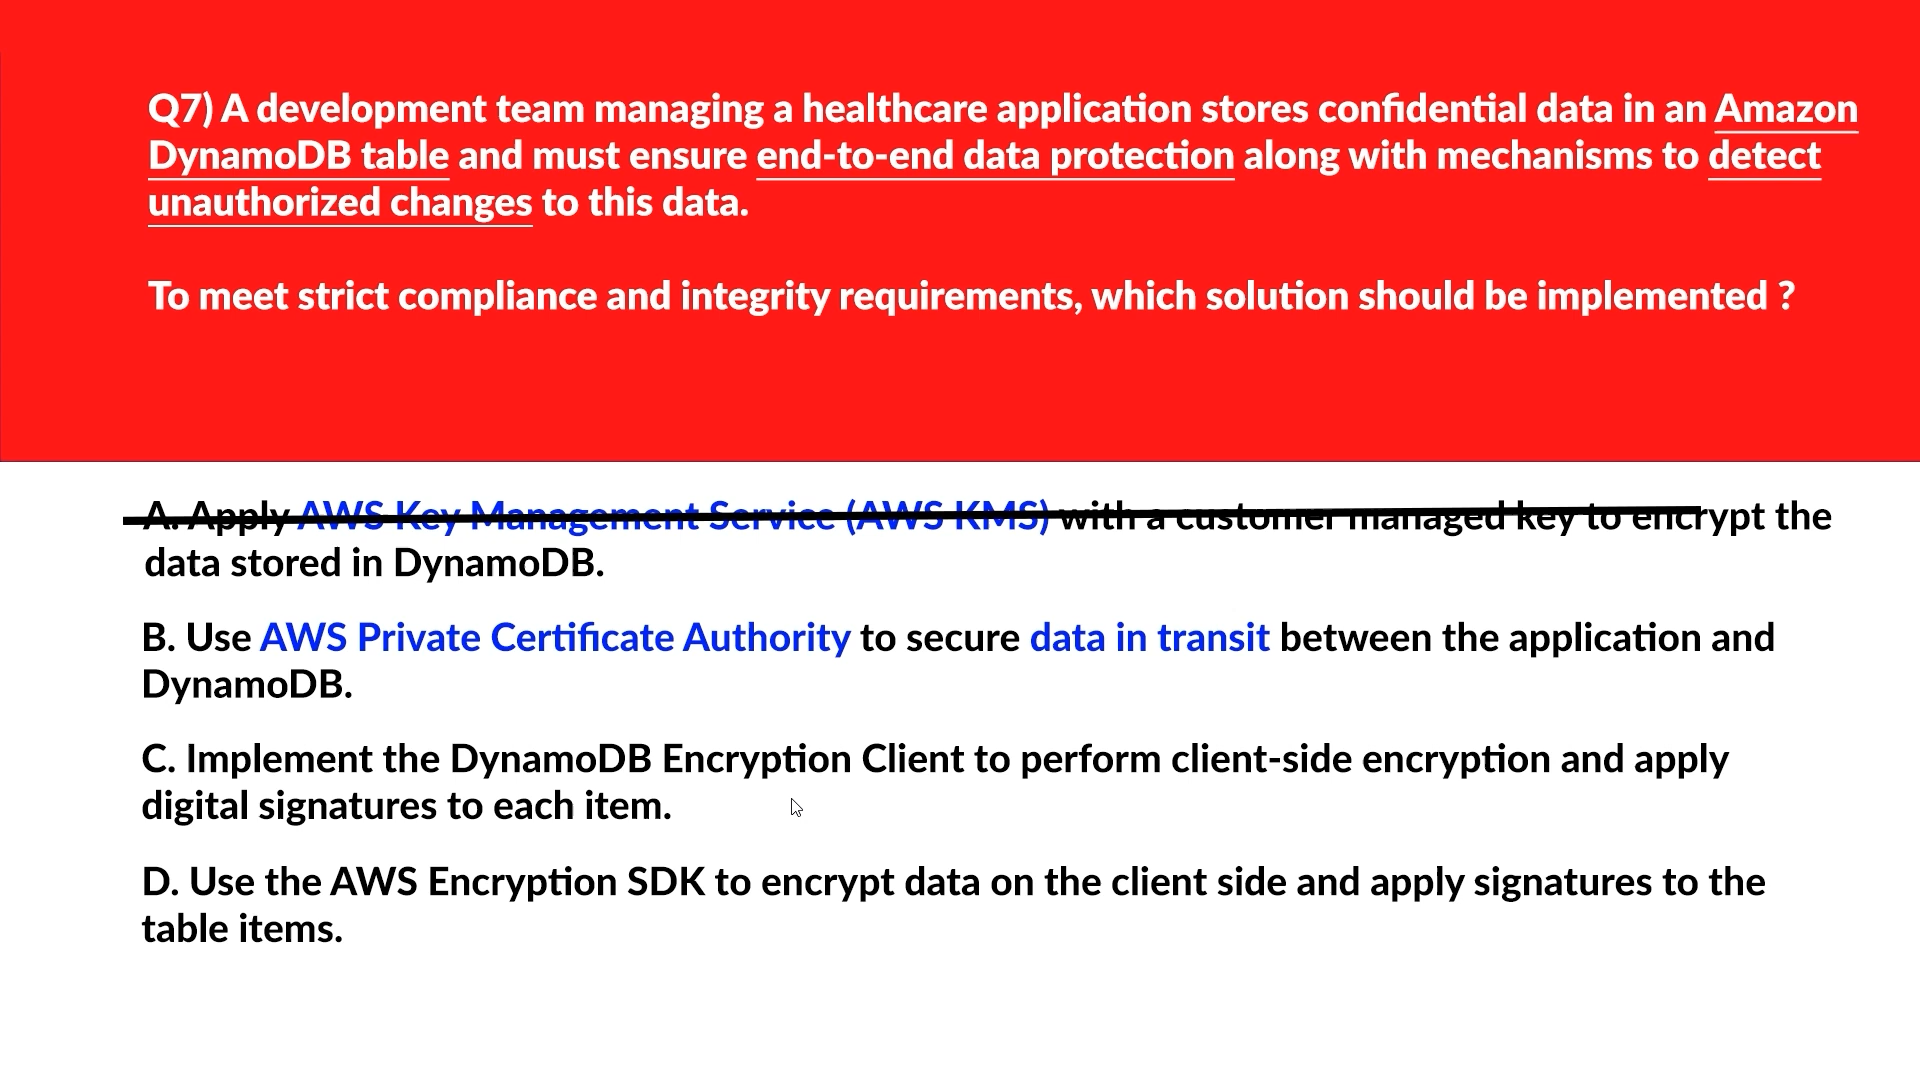 Q7) A development team managing a healthcare application stores confidential data in an Amazon
DynamoDB table and must ensure end-to-end data protection along with mechanisms to detect
unauthorized changes to this data.
To meet strict compliance and integrity requirements, which solution should be implemented ?
A. Apply AWS Key Management Service (AWS KMS) with a customer managed key to encrypt the
data stored in DynamoDB.
B. Use AWS Private Certificate Authority to secure data in transit between the application and
DynamoDB.
C. Implement the DynamoDB Encryption Client to perform client-side encryption and apply
digital signatures to each item.
D. Use the AWS Encryption SDK to encrypt data on the client side and apply signatures to the
table items.